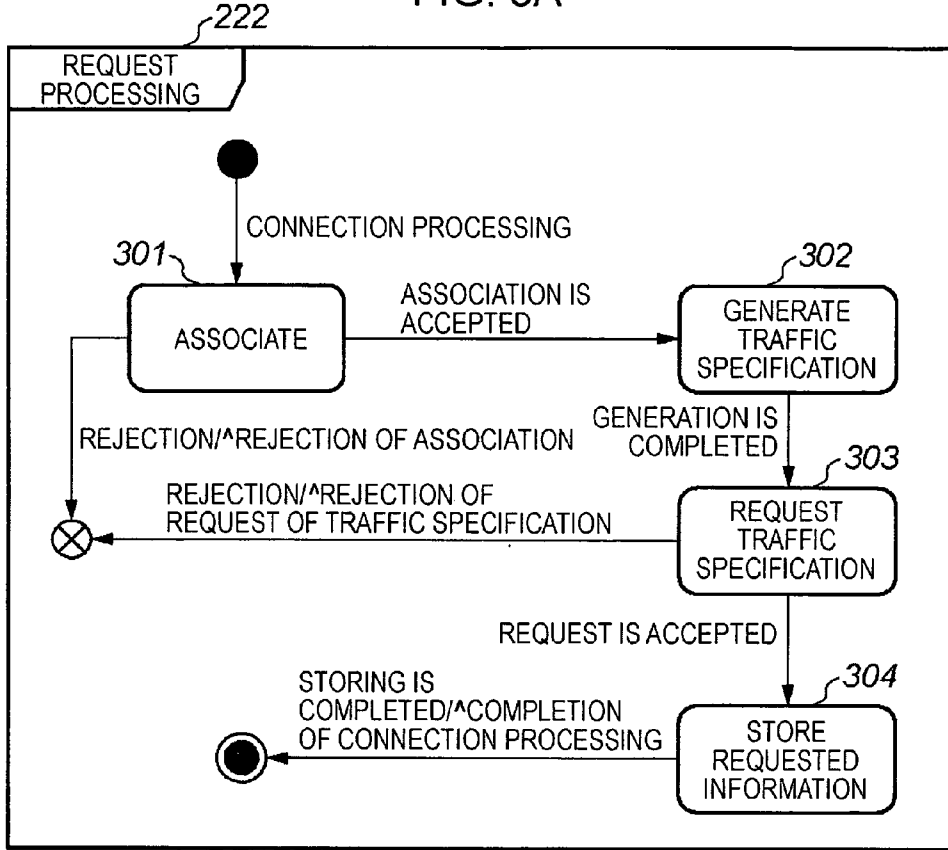 FIG. 3A
222
REQUEST
PROCESSING
CONNECTION PROCESSING
301
ASSOCIATE
ASSOCIATION IS
ACCEPTED
302
GENERATE
TRAFFIC
SPECIFICATION
REJECTION/^REJECTION OF ASSOCIATION
GENERATION IS
COMPLETED
303
REJECTION/^REJECTION OF
REQUEST OF TRAFFIC SPECIFICATION
REQUEST
TRAFFIC
SPECIFICATION
REQUEST IS ACCEPTED
304
STORING IS
COMPLETED/^COMPLETION
OF CONNECTION PROCESSING
STORE
REQUESTED
INFORMATION